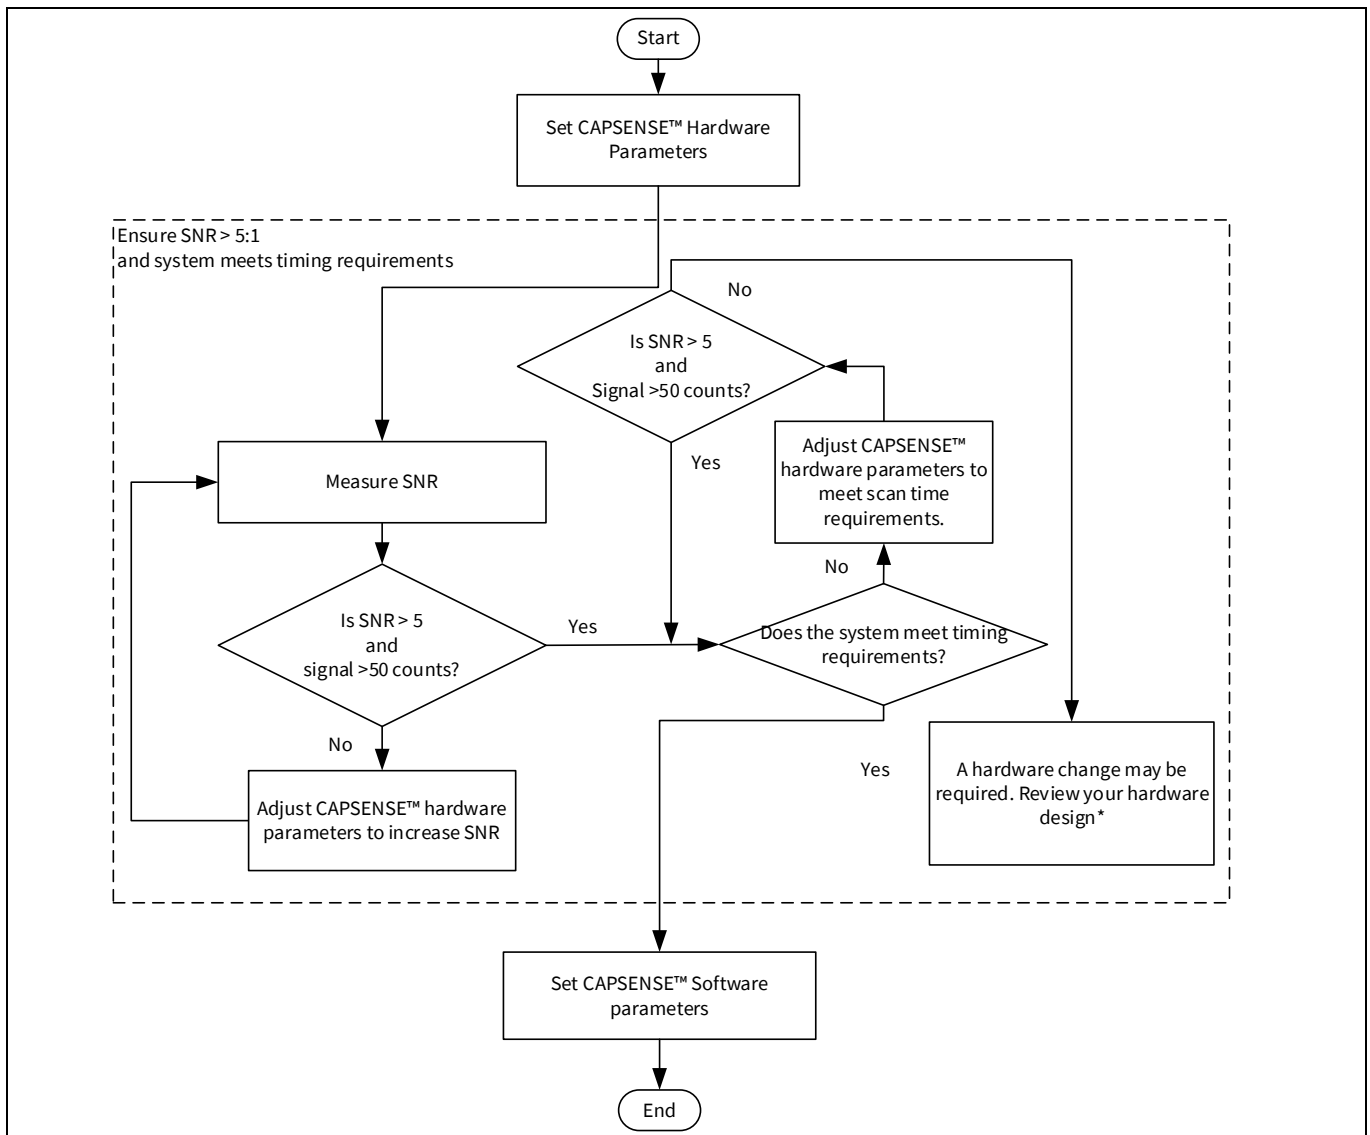 Start
Set CAPSENSE™ Hardware
Parameters
Ensure SNR > 5:1
and system meets timing requirements
No
Is SNR > 5
and
Signal >50 counts?
Yes
Adjust CAPSENSE™
hardware parameters to
meet scan time
requirements.
Measure SNR
No
Is SNR > 5
and
signal >50 counts?
Yes
Does the system meet timing
requirements?
No
Yes
A hardware change may be
required. Review your hardware
design*
Adjust CAPSENSE™ hardware
parameters to increase SNR
Set CAPSENSE™ Software
parameters
End